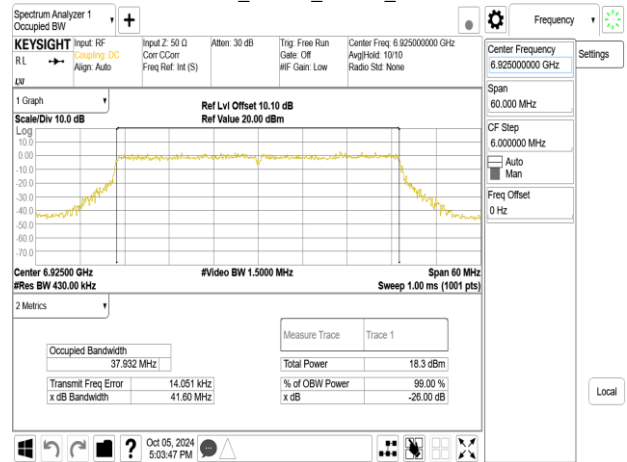 Spectrum Analyzer 1
Occupied BW
Frequency
KEYSIGHT
Input: RF
Input Z: 50 Ω
Atten: 30 dB
Trig: Free Run
Center Freq: 6.925000000 GHz
RL
Coupling: DC
Corr CCorr
Gate: Off
Avg|Hold: 10/10
Align: Auto
Freq Ref: Int (S)
#IF Gain: Low
Radio Std: None
LXI
Center Frequency
6.925000000 GHz
Settings
Span
60.000 MHz
CF Step
6.000000 MHz
Auto
Man
Freq Offset
0 Hz
Local
1 Graph
Scale/Div 10.0 dB
Ref Lvl Offset 10.10 dB
Ref Value 20.00 dBm
Log
10.0
0.00
-10.0
-20.0
-30.0
-40.0
-50.0
-60.0
-70.0
Center 6.92500 GHz
#Video BW 1.5000 MHz
Span 60 MHz
#Res BW 430.00 kHz
Sweep 1.00 ms (1001 pts)
2 Metrics
Measure Trace
Trace 1
Occupied Bandwidth
37.932 MHz
Total Power
18.3 dBm
Transmit Freq Error
14.051 kHz
% of OBW Power
99.00 %
x dB Bandwidth
41.60 MHz
x dB
-26.00 dB
?
Oct 05, 2024
5:03:47 PM